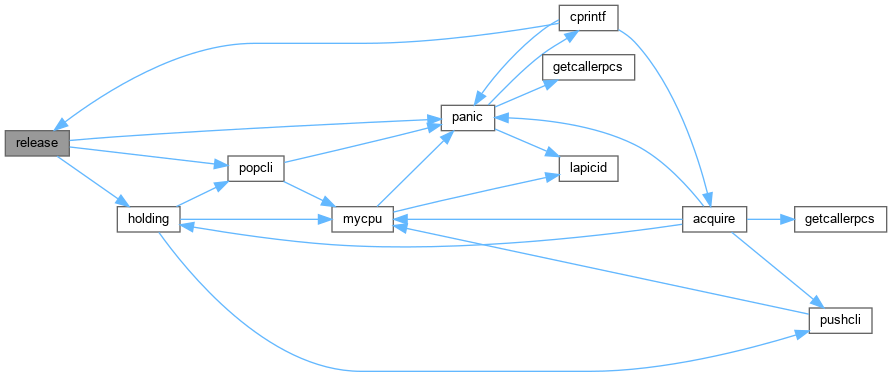 cprintf
getcallerpcs
panic
release
popcli
lapicid
holding
mycpu
acquire
getcallerpcs
pushcli